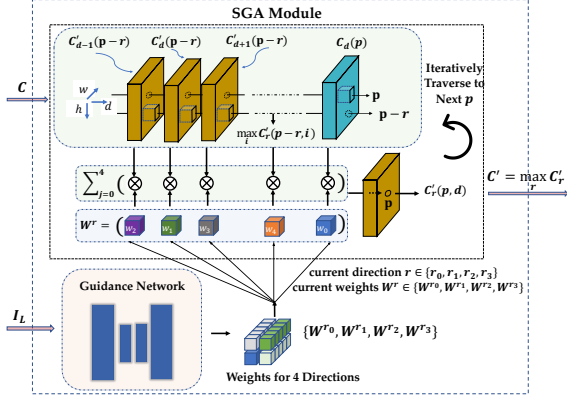 SGA Module
C'_{d-1}(p − r) C'_d(p − r) C'_{d+1}(p − r) C_d(p)
C
w
h
d
p
p − r
max_i C'_r(p − r, i)
Iteratively
Traverse to
Next p
∑_{j=0}^{4} ( ⊗ ⊗ ⊗ ⊗ ⊗ )
p
C'_r(p, d)
C' = max_r C'_r
W^r = ( w_2 w_1 w_3 w_4 w_0 )
current direction r ∈ {r_0, r_1, r_2, r_3}
current weights W^r ∈ {W^{r_0}, W^{r_1}, W^{r_2}, W^{r_3}}
Guidance Network
I_L
{W^{r_0}, W^{r_1}, W^{r_2}, W^{r_3}}
Weights for 4 Directions